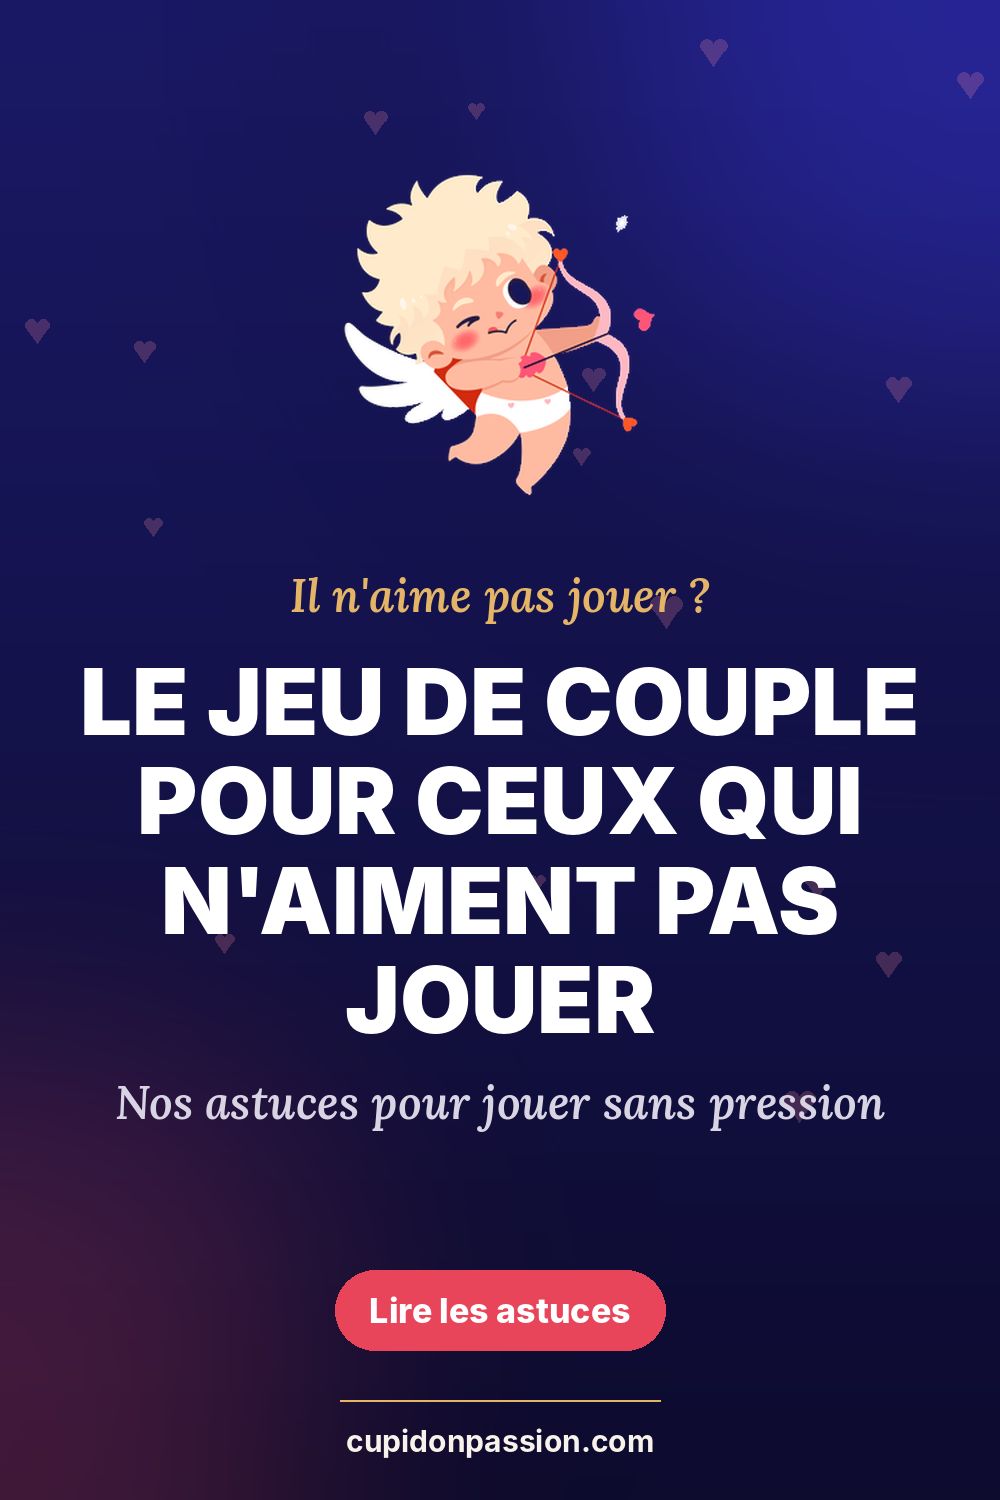 Il n'aime pas jouer ?
LE JEU DE COUPLE
POUR CEUX QUI
N'AIMENT PAS
JOUER
Nos astuces pour jouer sans pression
Lire les astuces
cupidonpassion.com